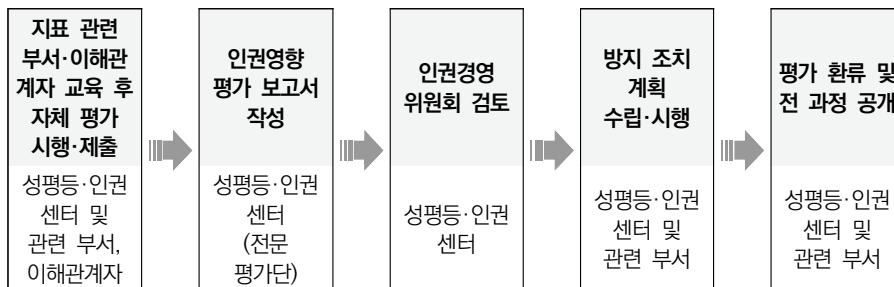 지표 관련
부서·이해관
계자 교육 후
자체 평가
시행·제출
성평등·인권
센터 및
관련 부서,
이해관계자
인권영향
평가 보고서
작성
성평등·인권
센터
(전문
평가단)
인권경영
위원회 검토
성평등·인권
센터
방지 조치
계획
수립·시행
성평등·인권
센터 및
관련 부서
평가 환류 및
전 과정 공개
성평등·인권
센터 및
관련 부서